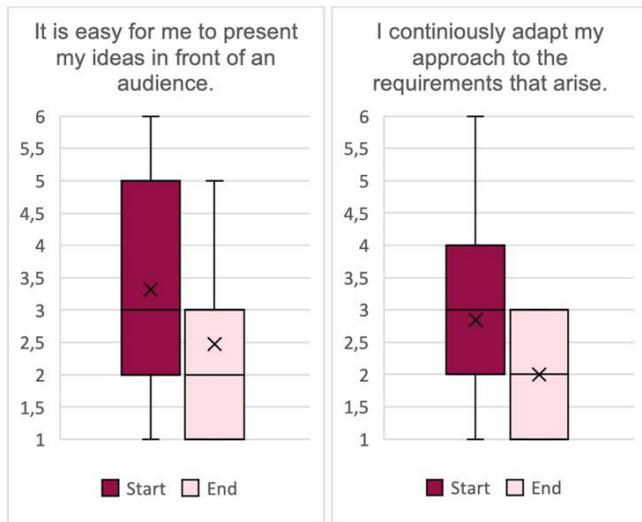 It is easy for me to present
my ideas in front of an
audience.
6
5,5
5
4,5
4
3,5
3
2,5
2
1,5
1
Start End
I continiously adapt my
approach to the
requirements that arise.
6
5,5
5
4,5
4
3,5
3
2,5
2
1,5
1
Start End